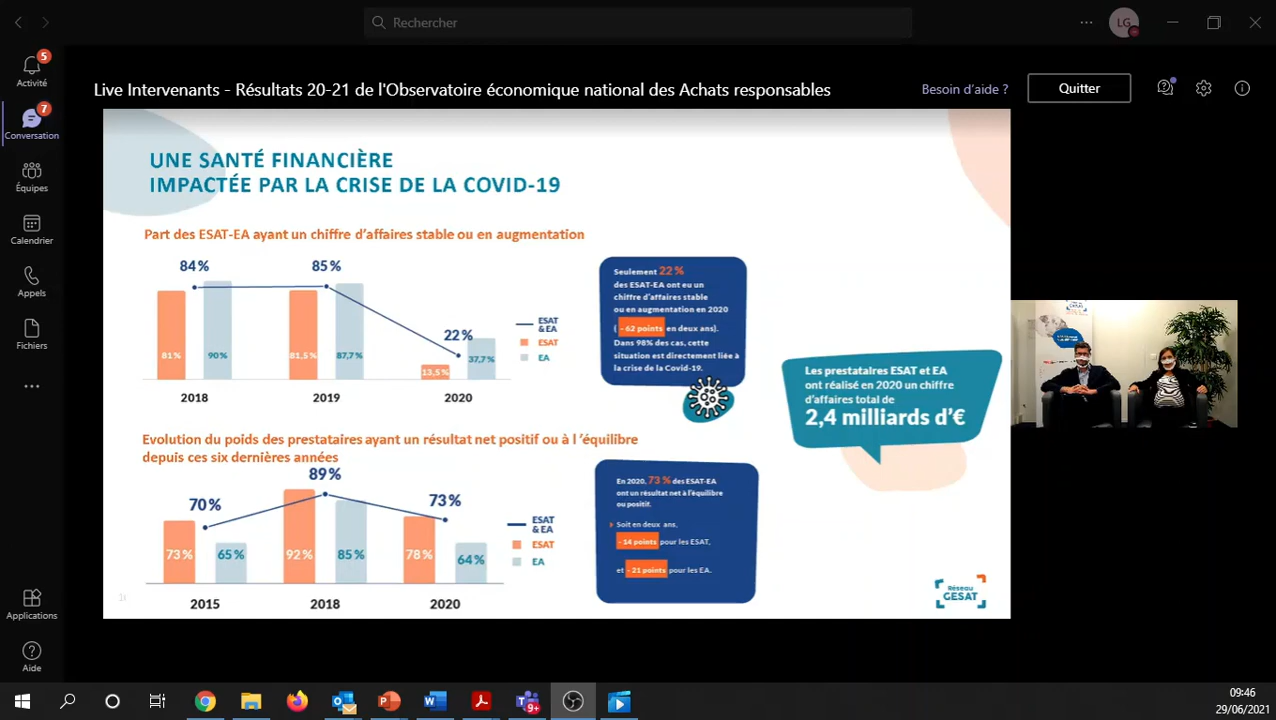 Rechercher
LG
5
Activité
7
Conversation
Équipes
Calendrier
Appels
Fichiers
Applications
Aide
Live Intervenants - Résultats 20-21 de l'Observatoire économique national des Achats responsables
Besoin d'aide ?
Quitter
UNE SANTÉ FINANCIÈRE
IMPACTÉE PAR LA CRISE DE LA COVID-19
Part des ESAT-EA ayant un chiffre d'affaires stable ou en augmentation
84% 85% 22%
81% 90% 81,5% 87,7% 13,5% 37,7%
2018 2019 2020
ESAT
& EA
ESAT
EA
Seulement 22 %
des ESAT-EA ont eu un
chiffre d'affaires stable
ou en augmentation en 2020
( -62 points en deux ans).
Dans 98% des cas, cette
situation est directement liée à
la crise de la Covid-19.
Les prestataires ESAT et EA
ont réalisé en 2020 un chiffre
d'affaires total de
2,4 milliards d'€
Evolution du poids des prestataires ayant un résultat net positif ou à l 'équilibre
depuis ces six dernières années
70% 89% 73%
73% 65% 92% 85% 78% 64%
2015 2018 2020
ESAT
& EA
ESAT
EA
En 2020, 73 % des ESAT-EA
ont un résultat net à l'équilibre
ou positif.
Soit en deux ans,
- 14 points pour les ESAT,
et - 21 points pour les EA.
Réseau
GESAT
9+
09:46
29/06/2021